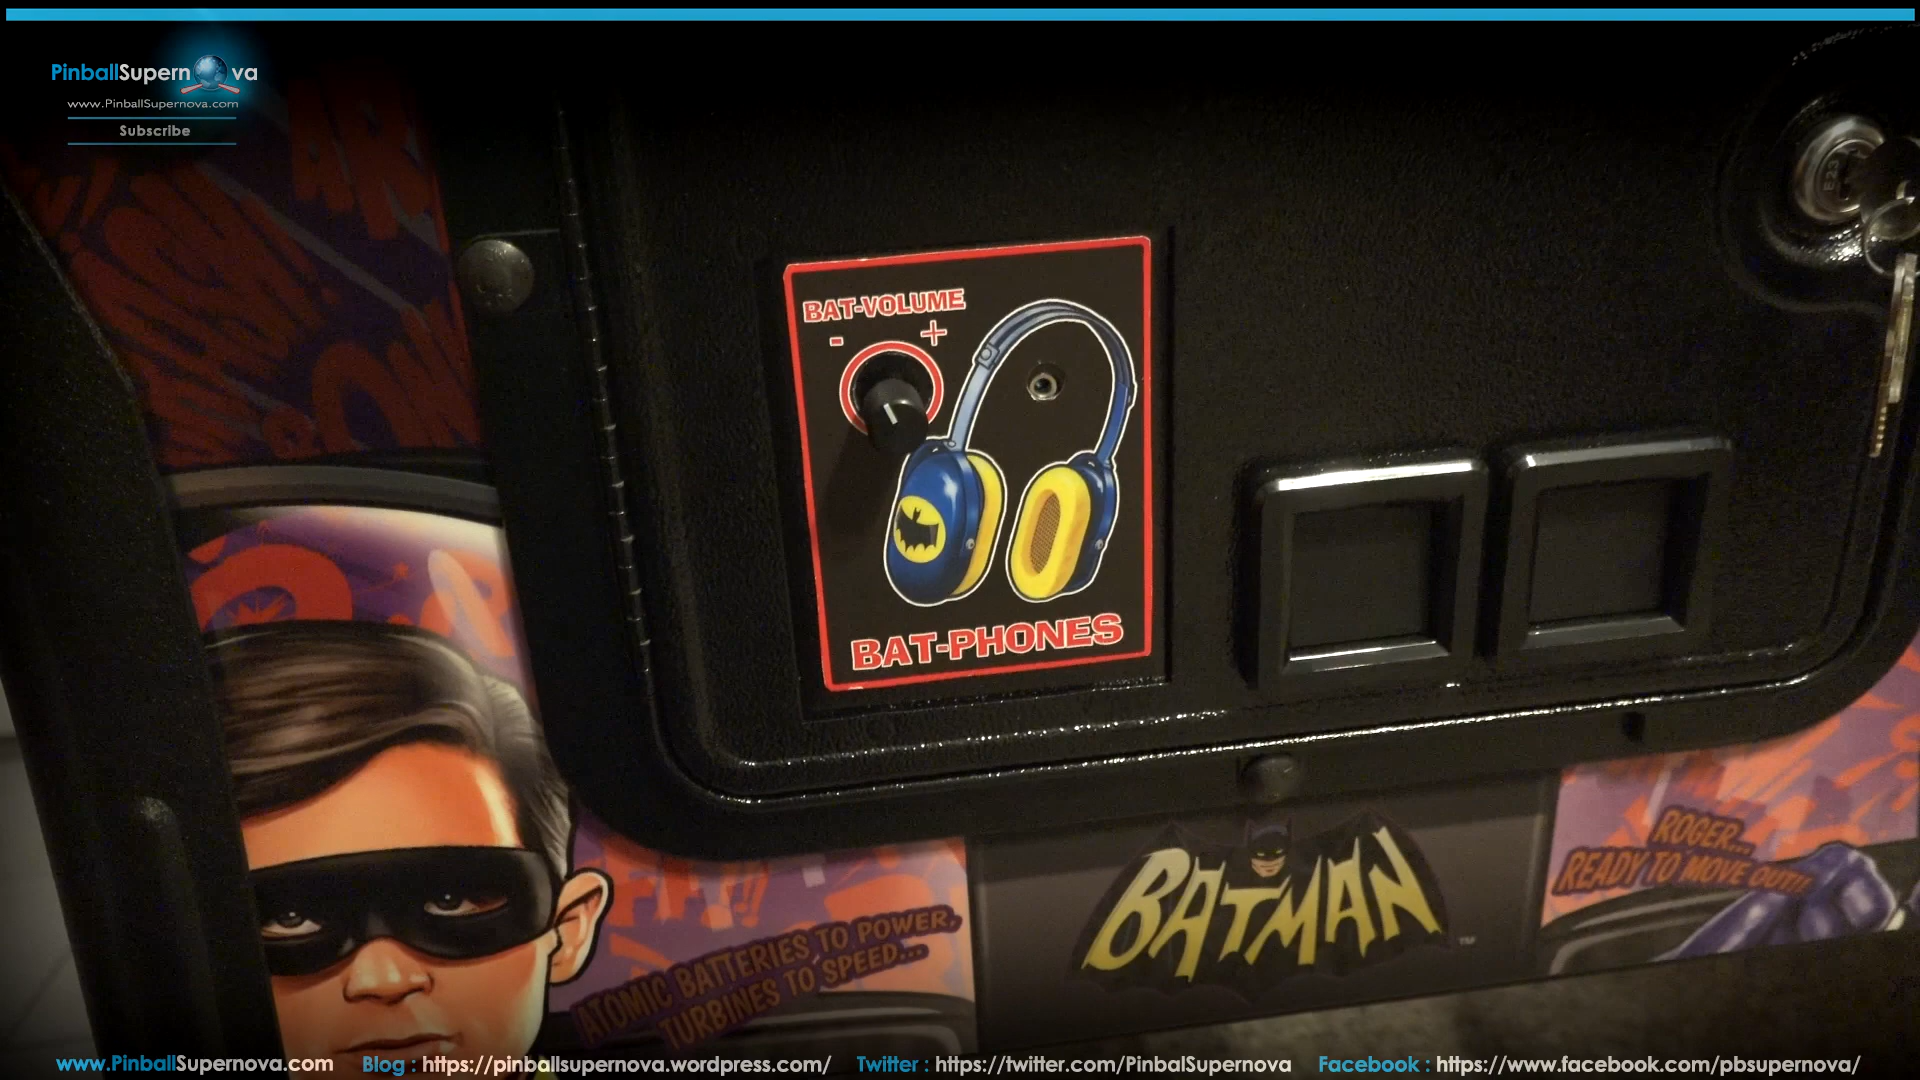 PinballSupernova
www.PinballSupernova.com
Subscribe
BAT-VOLUME
- +
BAT-PHONES
ATOMIC BATTERIES TO POWER,
TURBINES TO SPEED...
BATMAN
TM
ROGER...
READY TO MOVE OUT!!
www.PinballSupernova.com Blog : https://pinballsupernova.wordpress.com/ Twitter : https://twitter.com/PinbalSupernova Facebook : https://www.facebook.com/pbsupernova/